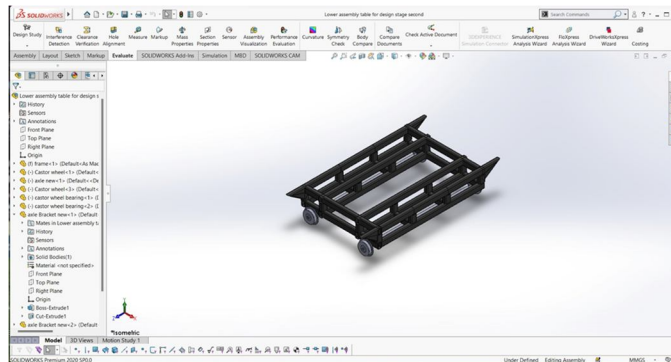 SOLIDWORKS
Lower assembly table for design stage second
Search Commands
Design Study
Interference Detection
Clearance Verification
Hole Alignment
Measure
Markup
Mass Properties
Section Properties
Sensor
Assembly Visualization
Performance Evaluation
Curvature
Symmetry Check
Body Compare
Compare Documents
Check Active Document
SimulationXpress Analysis Wizard
FloXpress Analysis Wizard
DriveWorksXpress Wizard
Costing
Assembly Layout Sketch Markup Evaluate SOLIDWORKS Add-Ins Simulation MBD SOLIDWORKS CAM
Lower assembly table for design s
History
Sensors
Annotations
Front Plane
Top Plane
Right Plane
Origin
(f) frame<1> (Default<As Mac
(-) Castor wheel<1> (Default<
(-) axle new<1> (Default<<De
(-) Castor wheel<3> (Default<
(-) castor wheel bearing<1> (D
(-) castor wheel bearing<2> (D
axle Bracket new<1> (Default
Mates in Lower assembly ta
History
Sensors
Annotations
Solid Bodies(1)
Material <not specified>
Front Plane
Top Plane
Right Plane
Origin
Boss-Extrude1
Cut-Extrude1
axle Bracket new<2> (Default
*Isometric
Model 3D Views Motion Study 1
SOLIDWORKS Premium 2020 SP0.0
Under Defined Editing Assembly MMGS